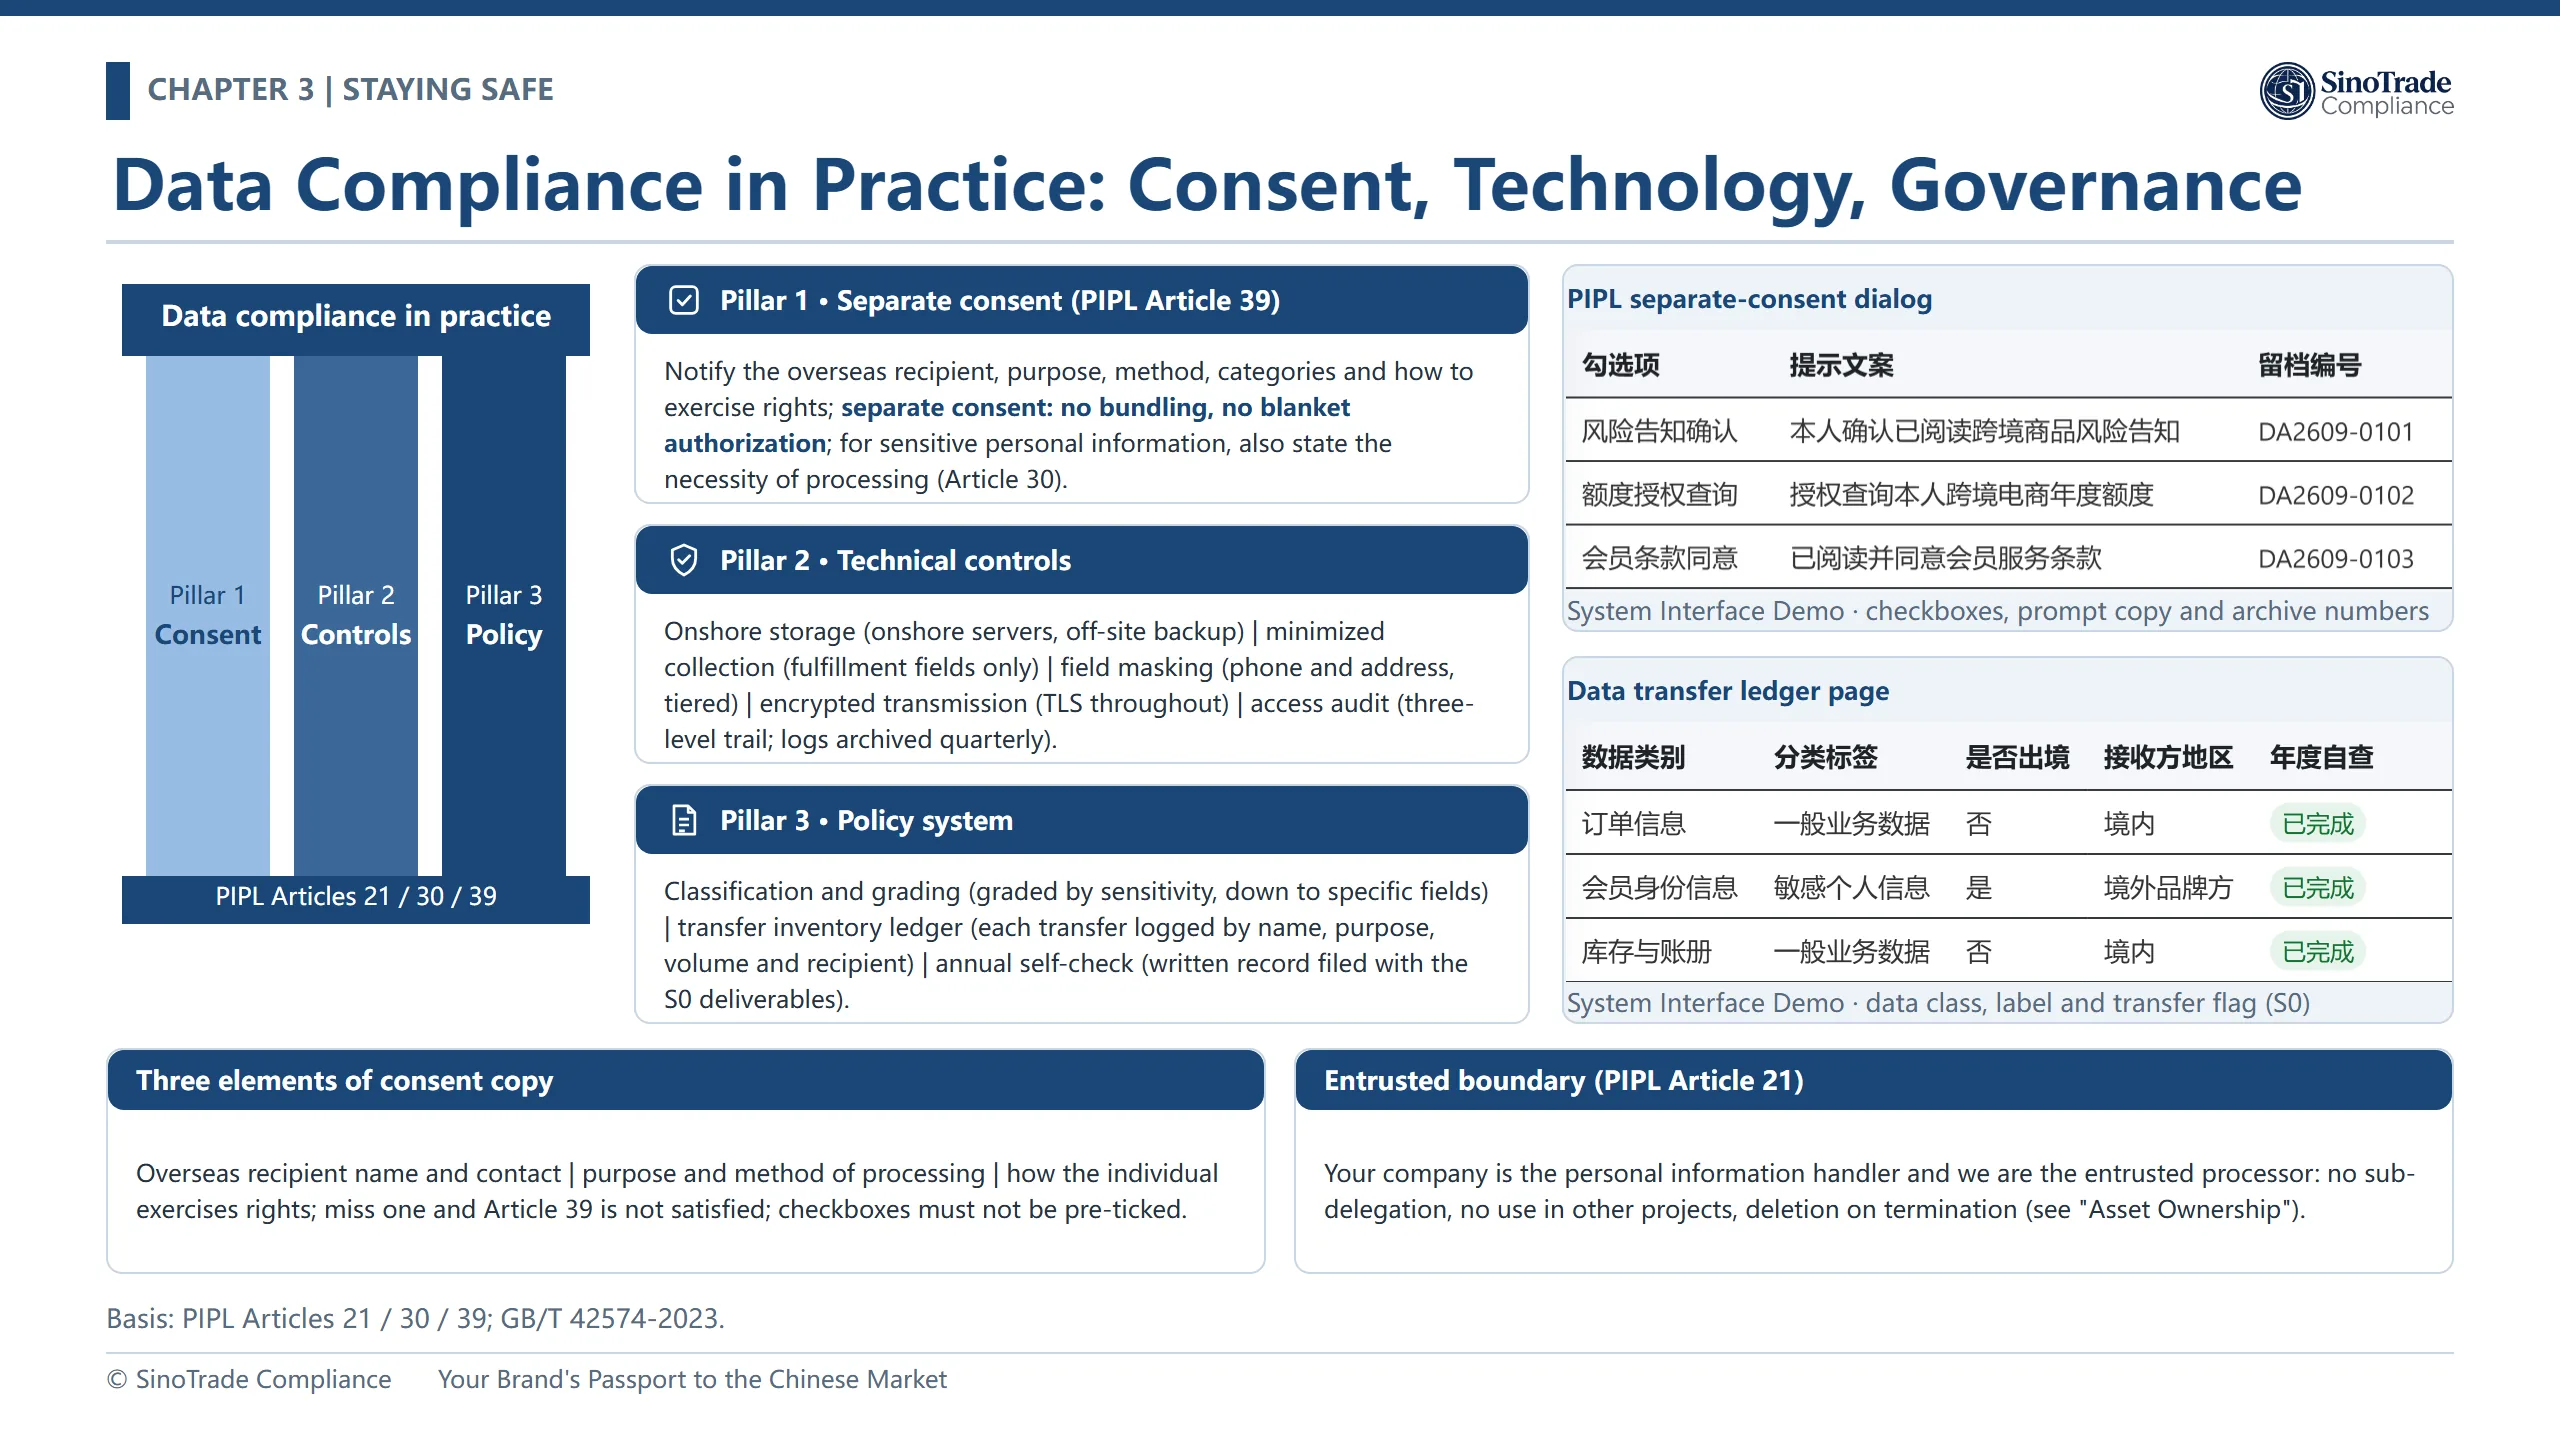 CHAPTER 3 | STAYING SAFE
SinoTrade
Compliance
Data Compliance in Practice: Consent, Technology, Governance
Data compliance in practice
Pillar 1
Consent
Pillar 2
Controls
Pillar 3
Policy
PIPL Articles 21 / 30 / 39
Pillar 1 • Separate consent (PIPL Article 39)
Notify the overseas recipient, purpose, method, categories and how to
exercise rights; separate consent: no bundling, no blanket
authorization; for sensitive personal information, also state the
necessity of processing (Article 30).
Pillar 2 • Technical controls
Onshore storage (onshore servers, off-site backup) | minimized
collection (fulfillment fields only) | field masking (phone and address,
tiered) | encrypted transmission (TLS throughout) | access audit (three-
level trail; logs archived quarterly).
Pillar 3 • Policy system
Classification and grading (graded by sensitivity, down to specific fields)
| transfer inventory ledger (each transfer logged by name, purpose,
volume and recipient) | annual self-check (written record filed with the
S0 deliverables).
PIPL separate-consent dialog
勾选项 提示文案 留档编号
风险告知确认 本人确认已阅读跨境商品风险告知 DA2609-0101
额度授权查询 授权查询本人跨境电商年度额度 DA2609-0102
会员条款同意 已阅读并同意会员服务条款 DA2609-0103
System Interface Demo · checkboxes, prompt copy and archive numbers
Data transfer ledger page
数据类别 分类标签 是否出境 接收方地区 年度自查
订单信息 一般业务数据 否 境内 已完成
会员身份信息 敏感个人信息 是 境外品牌方 已完成
库存与账册 一般业务数据 否 境内 已完成
System Interface Demo · data class, label and transfer flag (S0)
Three elements of consent copy
Overseas recipient name and contact | purpose and method of processing | how the individual
exercises rights; miss one and Article 39 is not satisfied; checkboxes must not be pre-ticked.
Entrusted boundary (PIPL Article 21)
Your company is the personal information handler and we are the entrusted processor: no sub-
delegation, no use in other projects, deletion on termination (see "Asset Ownership").
Basis: PIPL Articles 21 / 30 / 39; GB/T 42574-2023.
© SinoTrade Compliance Your Brand's Passport to the Chinese Market